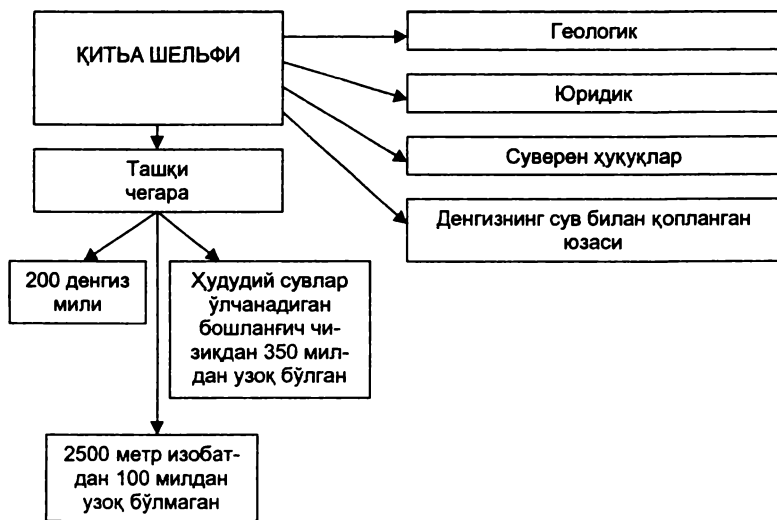 ҚИТЬА ШЕЛЬФИ
Геологик
Юридик
Суверен ҳукуқлар
Денгизнинг сув билан қопланган
юзаси
Ташқи
чегара
200 денгиз
мили
Ҳудудий сувлар
ўлчанадиган
бошланғич чи-
зиқдан 350 мил-
дан узоқ бўлган
2500 метр изобат-
дан 100 милдан
узоқ бўлмаган